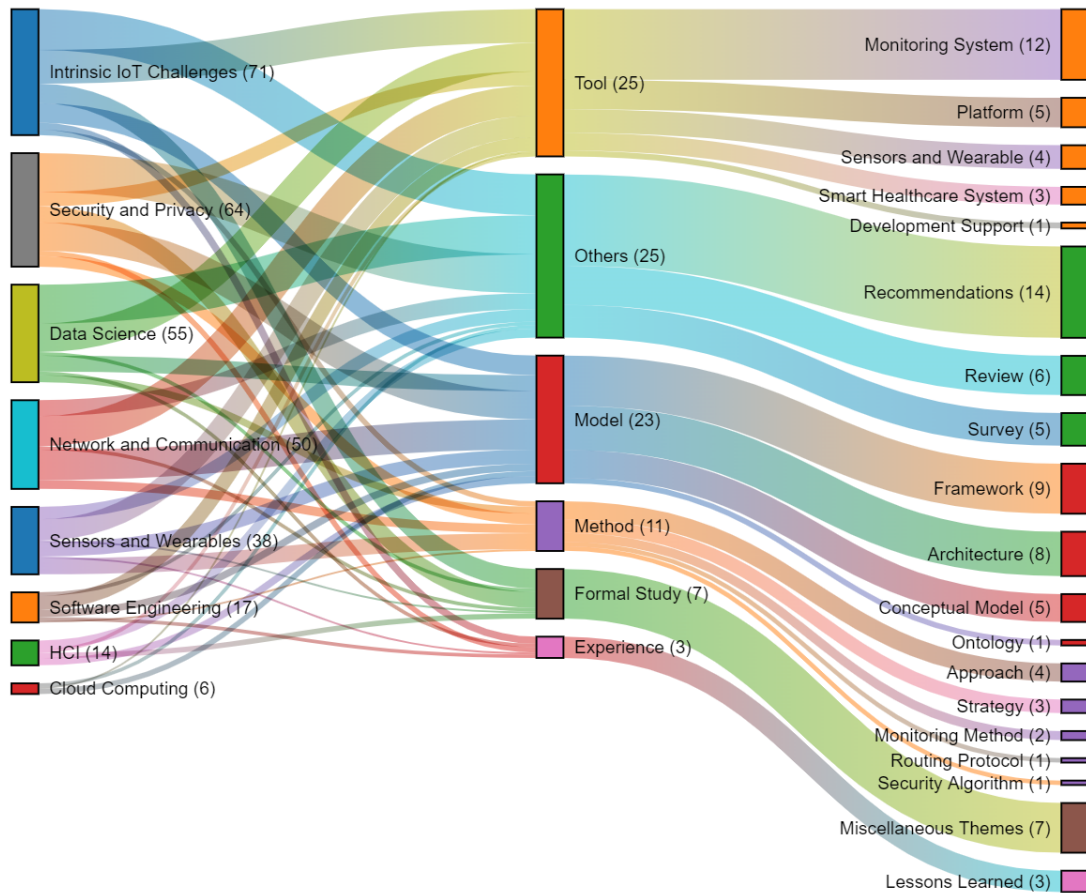 Intrinsic IoT Challenges (71)
Security and Privacy (64)
Data Science (55)
Network and Communication (50)
Sensors and Wearables (38)
Software Engineering (17)
HCI (14)
Cloud Computing (6)
Tool (25)
Others (25)
Model (23)
Method (11)
Formal Study (7)
Experience (3)
Monitoring System (12)
Platform (5)
Sensors and Wearable (4)
Smart Healthcare System (3)
Development Support (1)
Recommendations (14)
Review (6)
Survey (5)
Framework (9)
Architecture (8)
Conceptual Model (5)
Ontology (1)
Approach (4)
Strategy (3)
Monitoring Method (2)
Routing Protocol (1)
Security Algorithm (1)
Miscellaneous Themes (7)
Lessons Learned (3)